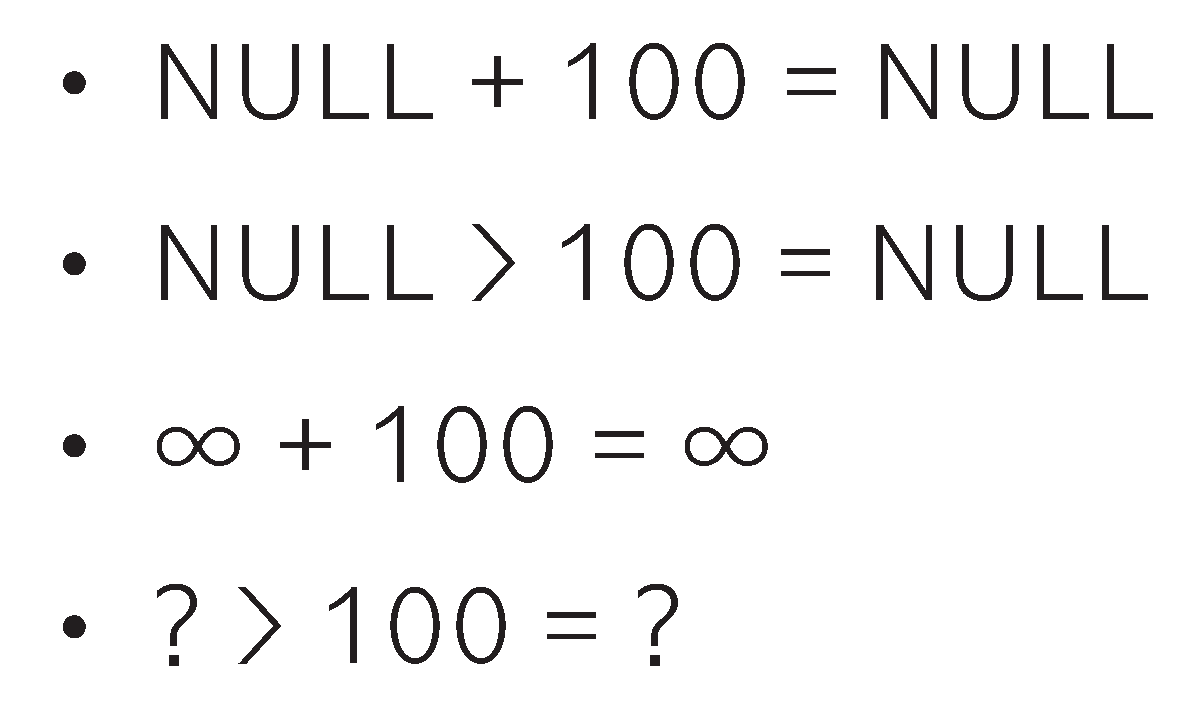 • NULL + 100 = NULL
• NULL > 100 = NULL
• ∞ + 100 = ∞
• ? > 100 = ?